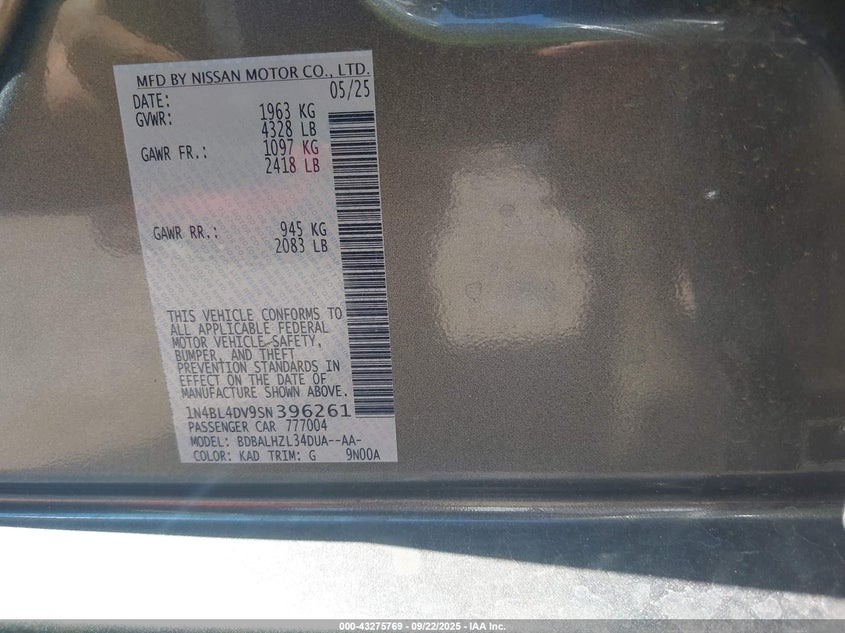 MFD BY NISSAN MOTOR CO., LTD.
DATE: 05/25
GVWR: 1963 KG
4328 LB
GAWR FR.: 1097 KG
2418 LB
GAWR RR.: 945 KG
2083 LB
THIS VEHICLE CONFORMS TO
ALL APPLICABLE FEDERAL
MOTOR VEHICLE SAFETY,
BUMPER, AND THEFT
PREVENTION STANDARDS IN
EFFECT ON THE DATE OF
MANUFACTURE SHOWN ABOVE.
1N4BL4DV9SN396261
PASSENGER CAR 777004
MODEL: BDBALHZL34DUA--AA-
COLOR: KAD TRIM: G 9N00A
000-43275769 - 09/22/2025 - IAA Inc.